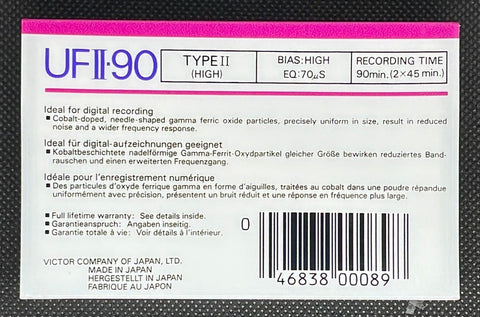 UFII·90
TYPE II
(HIGH)
BIAS:HIGH
EQ:70μS
RECORDING TIME
90min.(2×45 min.)
Ideal for digital recording
■ Cobalt-doped, needle-shaped gamma ferric oxide particles, precisely uniform in size, result in reduced
noise and a wider frequency response.
Ideal für digital-aufzeichnungen geeignet
■ Kobaltbeschichtete nadelförmige Gamma-Ferrit-Oxydpartikel gleicher Größe bewirken reduziertes Band-
rauschen und einen erweiterten Frequenzgang.
Idéale pour l'enregistrement numérique
■ Des particules d'oxyde ferrique gamma en forme d'aiguilles, traitées au cobalt dans une poudre répandue
uniformément avec précision, présentent un bruit réduit et une réponse en fréquence plus large.
■ Full lifetime warranty: See details inside.
■ Garantieanspruch: Angaben inseitig.
■ Garantie totale à vie: Voir détails à l'intérieur.
VICTOR COMPANY OF JAPAN, LTD.
MADE IN JAPAN
HERGESTELLT IN JAPAN
FABRIQUE AU JAPON
0
46838 00089